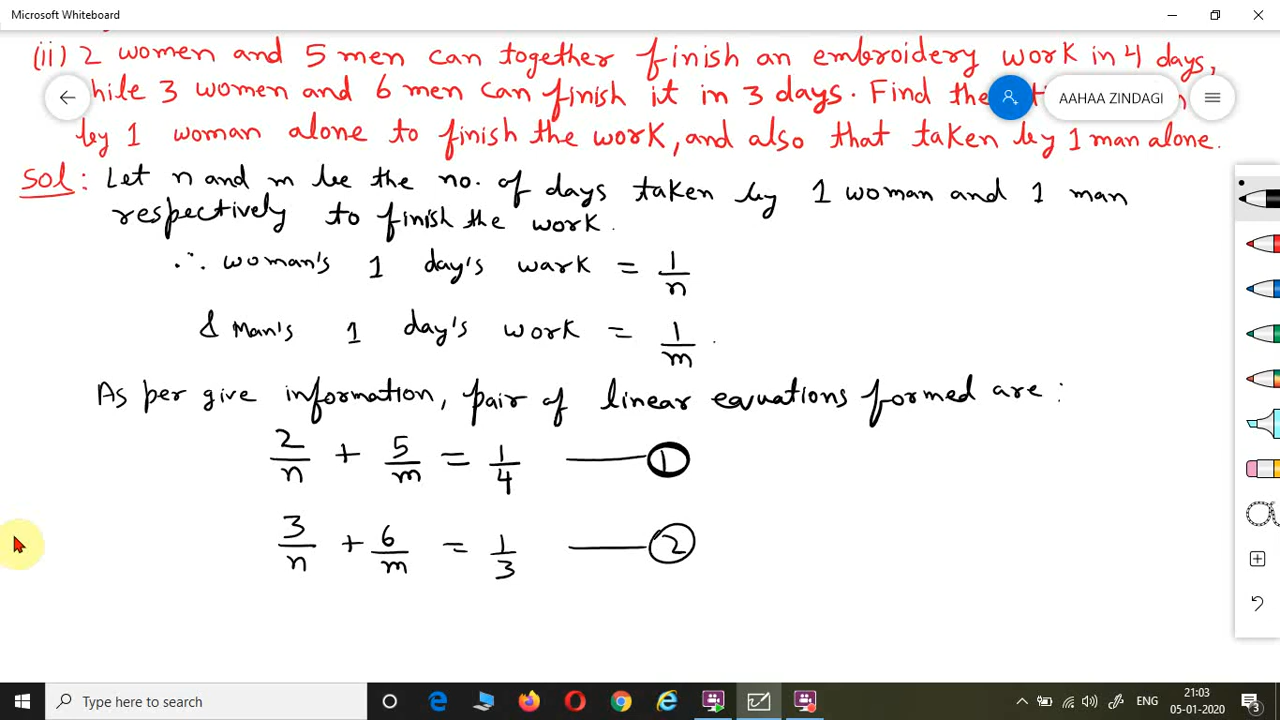 Microsoft Whiteboard
(ii) 2 women and 5 men can together finish an embroidery work in 4 days,
hile 3 women and 6 men can finish it in 3 days. Find the
AAHAA ZINDAGI
by 1 woman alone to finish the work, and also that taken by 1 man alone.
Sol: Let n and m be the no. of days taken by 1 woman and 1 man
respectively to finish the work.
∴ woman's 1 day's wark = 1/n
& Man's 1 day's work = 1/m
As per give information, pair of linear equations formed are :
2/n + 5/m = 1/4 —— ①
3/n + 6/m = 1/3 —— ②
Type here to search
ENG
21:03
05-01-2020
3